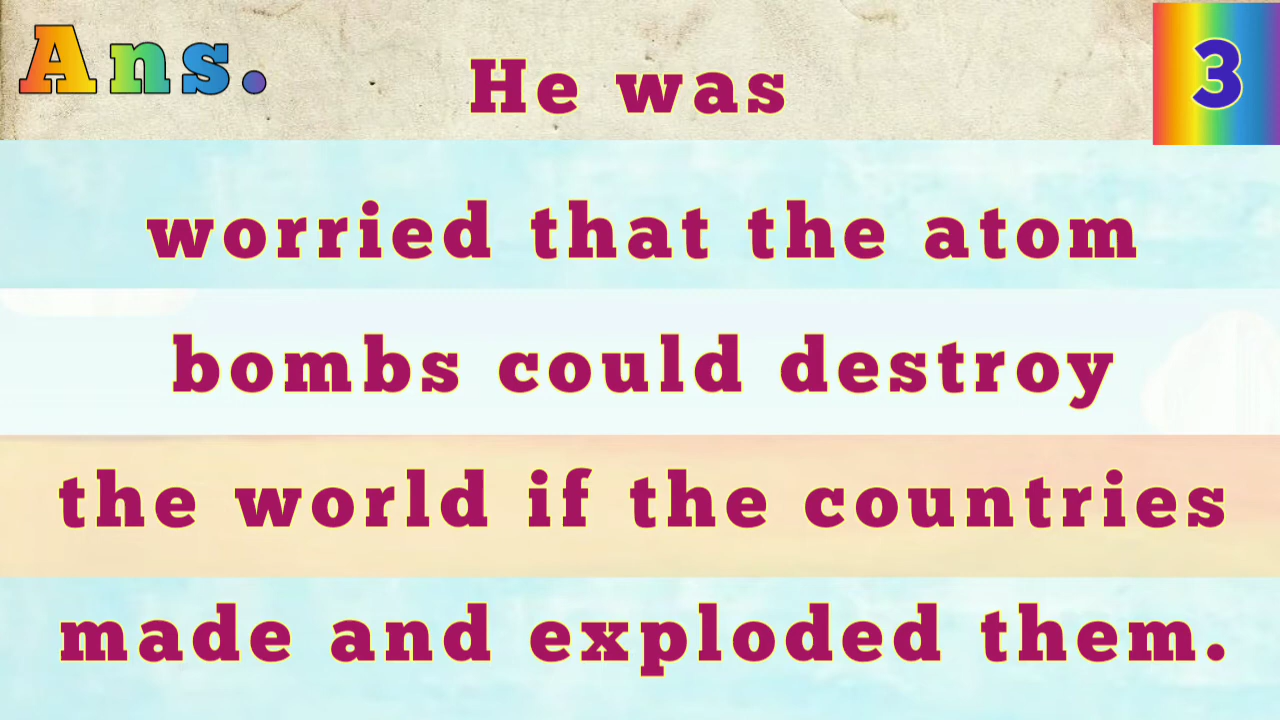 Ans.
He was
3
worried that the atom
bombs could destroy
the world if the countries
made and exploded them.